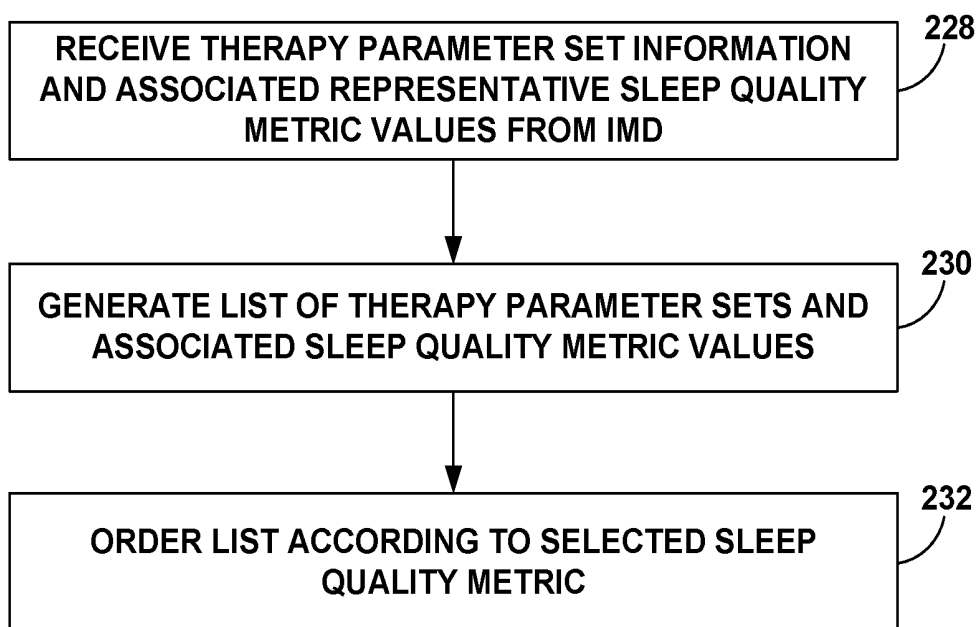 RECEIVE THERAPY PARAMETER SET INFORMATION
AND ASSOCIATED REPRESENTATIVE SLEEP QUALITY
METRIC VALUES FROM IMD
228
GENERATE LIST OF THERAPY PARAMETER SETS AND
ASSOCIATED SLEEP QUALITY METRIC VALUES
230
ORDER LIST ACCORDING TO SELECTED SLEEP
QUALITY METRIC
232